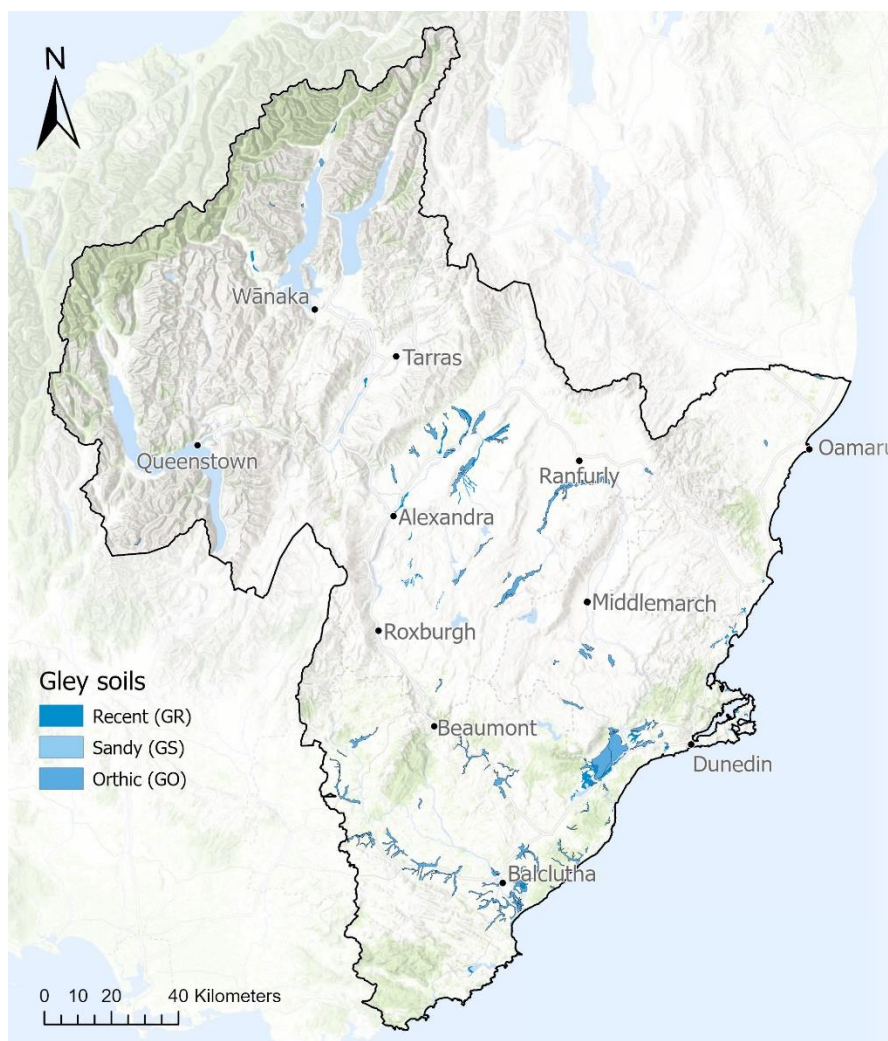 N
Wānaka
Tarras
Queenstown
Ranfurly
Oamaru
Alexandra
Middlemarch
Roxburgh
Gley soils
Recent (GR)
Sandy (GS)
Orthic (GO)
Beaumont
Dunedin
Balclutha
0 10 20 40 Kilometers